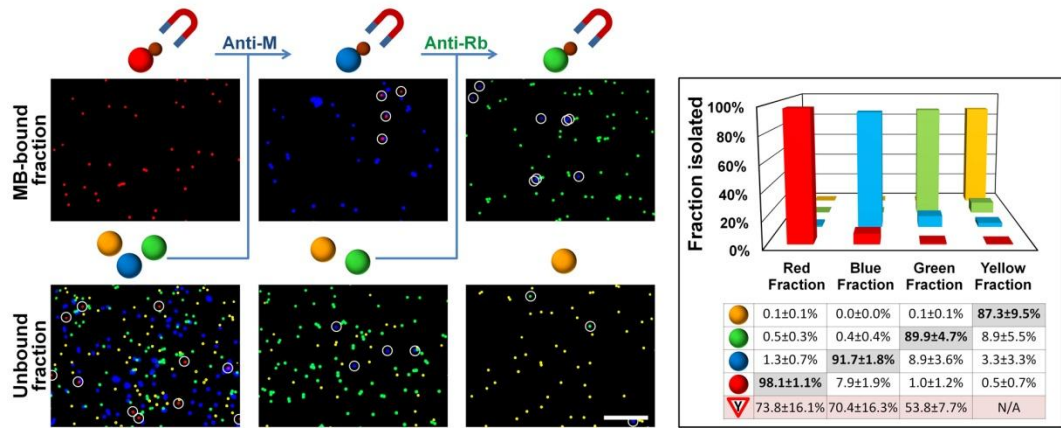 Anti-M
Anti-Rb
MB-bound
fraction
Unbound
fraction
Fraction isolated
100%
80%
60%
40%
20%
0%
Red Blue Green Yellow
Fraction Fraction Fraction Fraction
0.1±0.1% 0.0±0.0% 0.1±0.1% 87.3±9.5%
0.5±0.3% 0.4±0.4% 89.9±4.7% 8.9±5.5%
1.3±0.7% 91.7±1.8% 8.9±3.6% 3.3±3.3%
98.1±1.1% 7.9±1.9% 1.0±1.2% 0.5±0.7%
Y 73.8±16.1% 70.4±16.3% 53.8±7.7% N/A